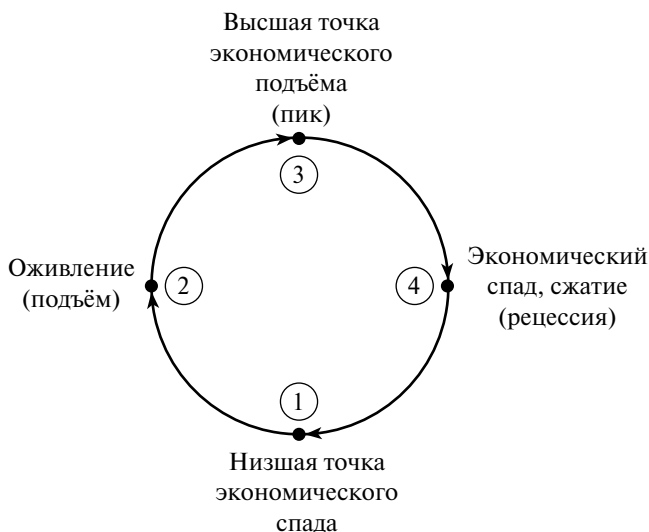 Высшая точка
экономического
подъёма
(пик)
3
Оживление
(подъём)
2
4
Экономический
спад, сжатие
(рецессия)
1
Низшая точка
экономического
спада